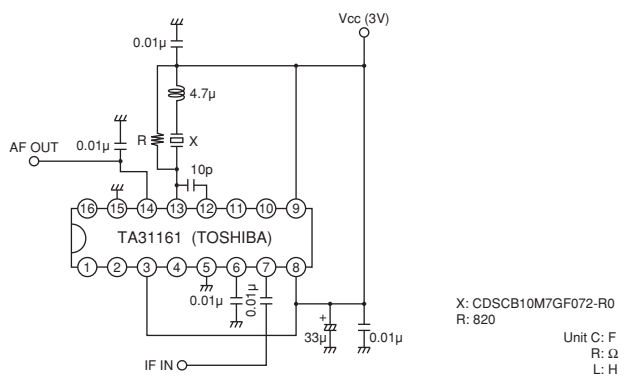 Vcc (3V)
0.01µ
4.7µ
R
X
0.01µ
AF OUT
10p
16 15 14 13 12 11 10 9
TA31161 (TOSHIBA)
1 2 3 4 5 6 7 8
0.01µ
0.01µ
+
33µ
0.01µ
IF IN
X: CDSCB10M7GF072-R0
R: 820
Unit C: F
R: Ω
L: H